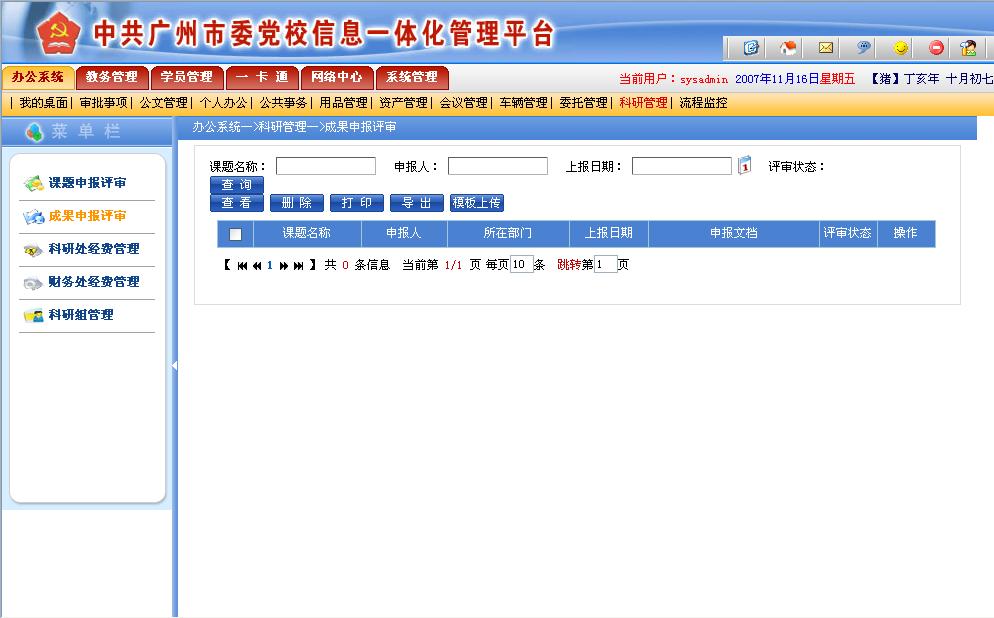 中共广州市委党校信息一体化管理平台
办公系统 教务管理 学员管理 一 卡 通 网络中心 系统管理 当前用户：sysadmin 2007年11月16日星期五 【猪】丁亥年 十月初七
| 我的桌面| 审批事项| 公文管理| 个人办公| 公共事务| 用品管理| 资产管理| 会议管理| 车辆管理| 委托管理| 科研管理| 流程监控
菜 单 栏
办公系统—>科研管理—>成果申报评审
课题申报评审
成果申报评审
科研处经费管理
财务处经费管理
科研组管理
课题名称： 申报人： 上报日期： 1 评审状态：
查 询
查 看 删 除 打 印 导 出 模板上传
课题名称 申报人 所在部门 上报日期 申报文档 评审状态 操作
【 1 】共 0 条信息 当前第 1/1 页 每页10条 跳转第1页